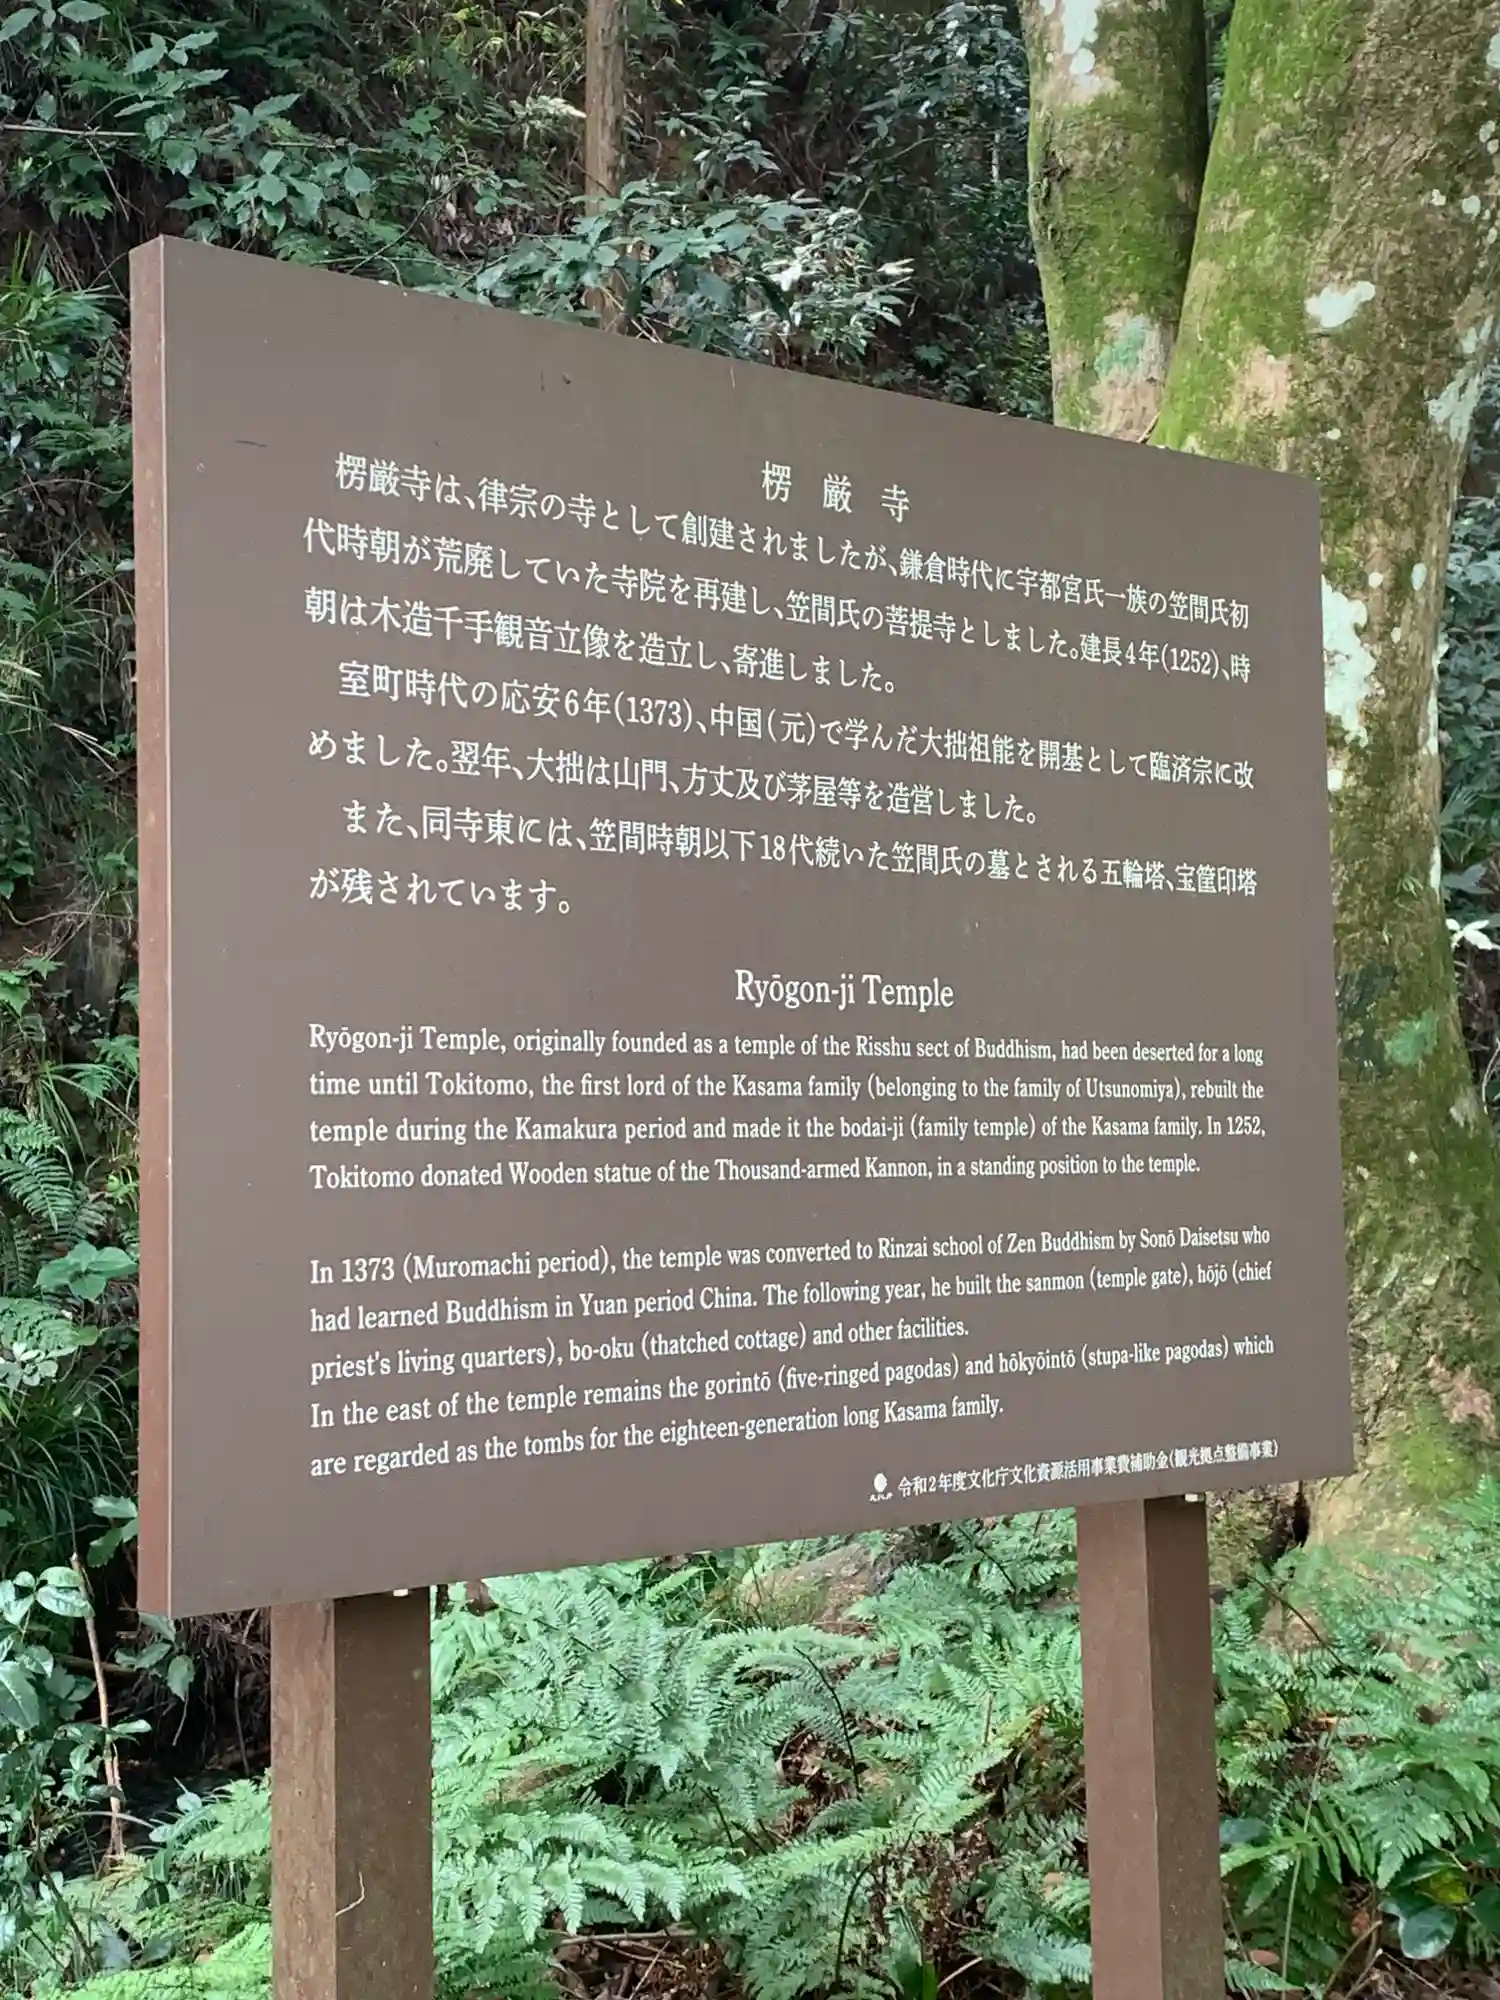 楞厳寺
楞厳寺は、律宗の寺として創建されましたが、鎌倉時代に宇都宮氏一族の笠間氏初
代時朝が荒廃していた寺院を再建し、笠間氏の菩提寺としました。建長4年(1252)、時
朝は木造千手観音立像を造立し、寄進しました。
室町時代の応安6年(1373)、中国(元)で学んだ大拙祖能を開基として臨済宗に改
めました。翌年、大拙は山門、方丈及び茅屋等を造営しました。
また、同寺東には、笠間時朝以下18代続いた笠間氏の墓とされる五輪塔、宝篋印塔
が残されています。
Ryōgon-ji Temple
Ryōgon-ji Temple, originally founded as a temple of the Risshu sect of Buddhism, had been deserted for a long
time until Tokitomo, the first lord of the Kasama family (belonging to the family of Utsunomiya), rebuilt the
temple during the Kamakura period and made it the bodai-ji (family temple) of the Kasama family. In 1252,
Tokitomo donated Wooden statue of the Thousand-armed Kannon, in a standing position to the temple.
In 1373 (Muromachi period), the temple was converted to Rinzai school of Zen Buddhism by Sonō Daisetsu who
had learned Buddhism in Yuan period China. The following year, he built the sanmon (temple gate), hōjō (chief
priest's living quarters), bo-oku (thatched cottage) and other facilities.
In the east of the temple remains the gorintō (five-ringed pagodas) and hōkyōintō (stupa-like pagodas) which
are regarded as the tombs for the eighteen-generation long Kasama family.
令和2年度文化庁文化資源活用事業費補助金(観光拠点整備事業)